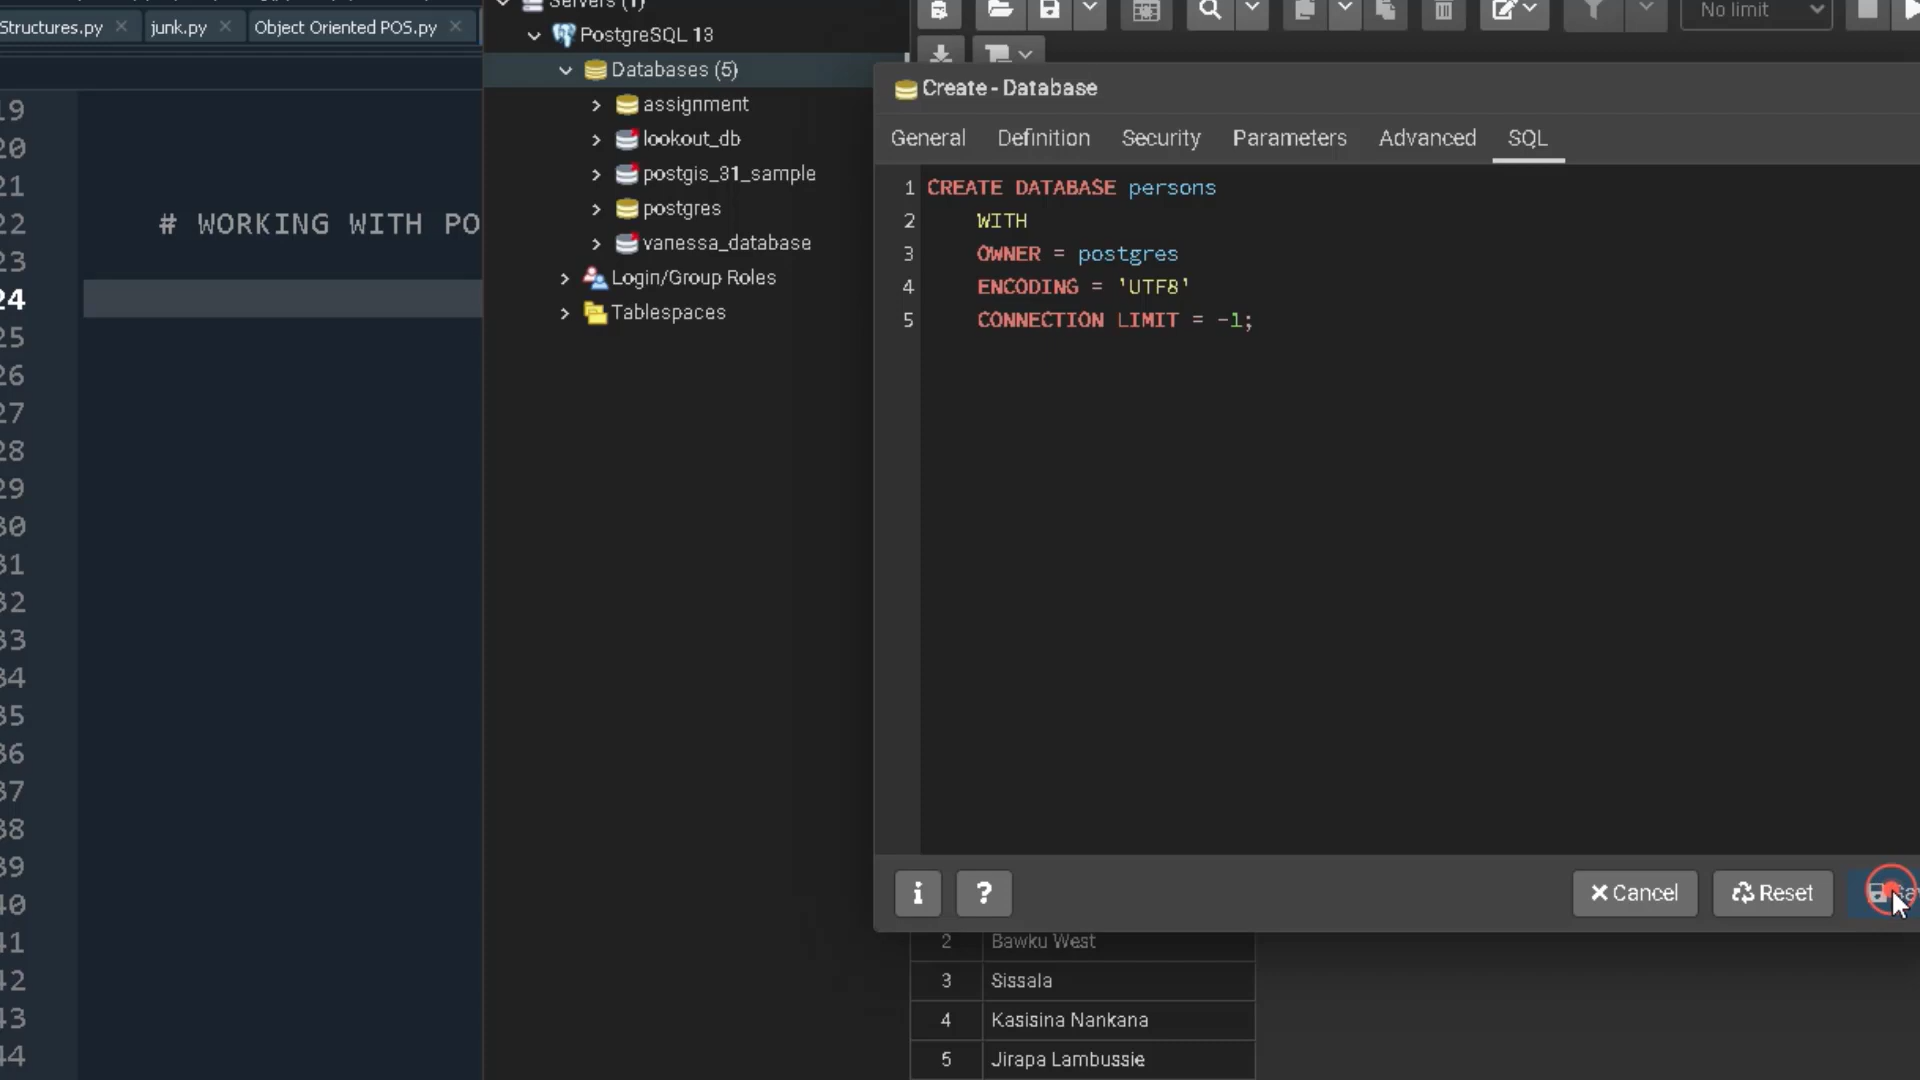 Structures.py
junk.py
Object Oriented POS.py
19
20
21
22 # WORKING WITH PO
23
24
25
26
27
28
29
30
31
32
33
34
35
36
37
38
39
40
41
42
43
44
Servers (1)
PostgreSQL 13
Databases (5)
assignment
lookout_db
postgis_31_sample
postgres
vanessa_database
Login/Group Roles
Tablespaces
No limit
Create - Database
General Definition Security Parameters Advanced SQL
1 CREATE DATABASE persons
2 WITH
3 OWNER = postgres
4 ENCODING = 'UTF8'
5 CONNECTION LIMIT = -1;
i ? Cancel Reset
2 Bawku West
3 Sissala
4 Kasisina Nankana
5 Jirapa Lambussie